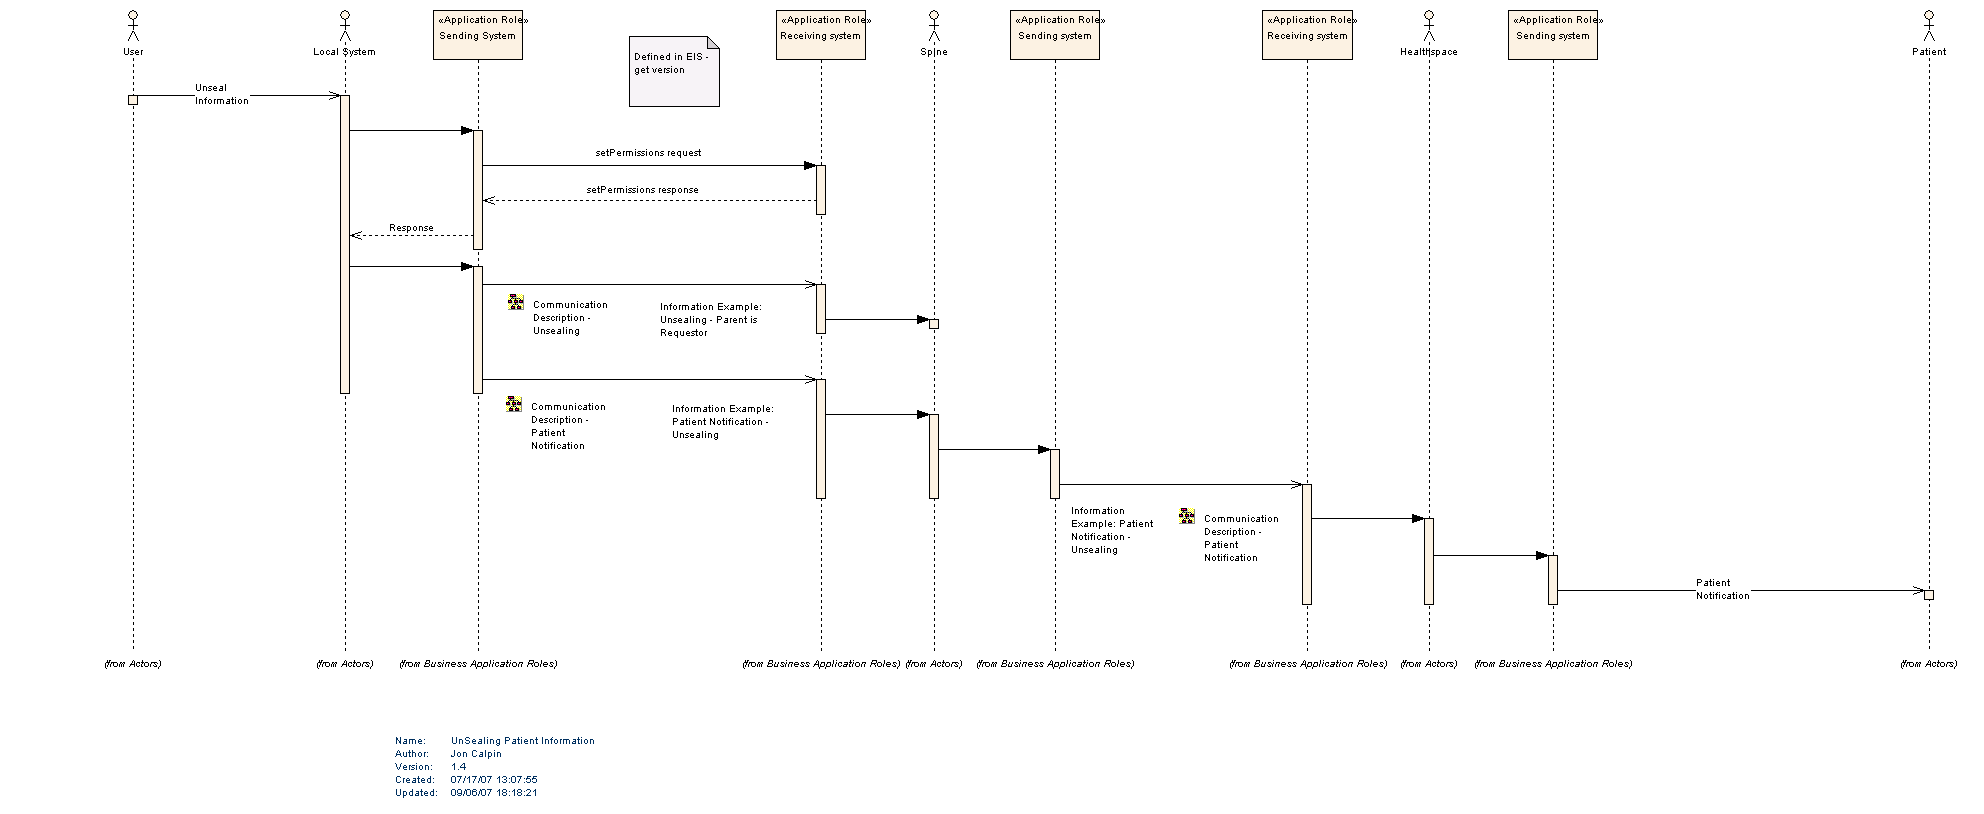 «Application Role»
Sending System
«Application Role»
Receiving system
«Application Role»
Sending system
«Application Role»
Receiving system
«Application Role»
Sending system
User
Local System
Spine
Healthspace
Patient
Defined in EIS -
get version
Unseal
Information
setPermissions request
setPermissions response
Response
Communication
Description -
Unsealing
Information Example:
Unsealing - Parent is
Requestor
Communication
Description -
Patient
Notification
Information Example:
Patient Notification -
Unsealing
Information
Example: Patient
Notification -
Unsealing
Communication
Description -
Patient
Notification
Patient
Notification
(from Actors)
(from Actors)
(from Business Application Roles)
(from Business Application Roles)
(from Actors)
(from Business Application Roles)
(from Business Application Roles)
(from Actors)
(from Business Application Roles)
(from Actors)
Name: UnSealing Patient Information
Author: Jon Calpin
Version: 1.4
Created: 07/17/07 13:07:55
Updated: 09/06/07 18:18:21